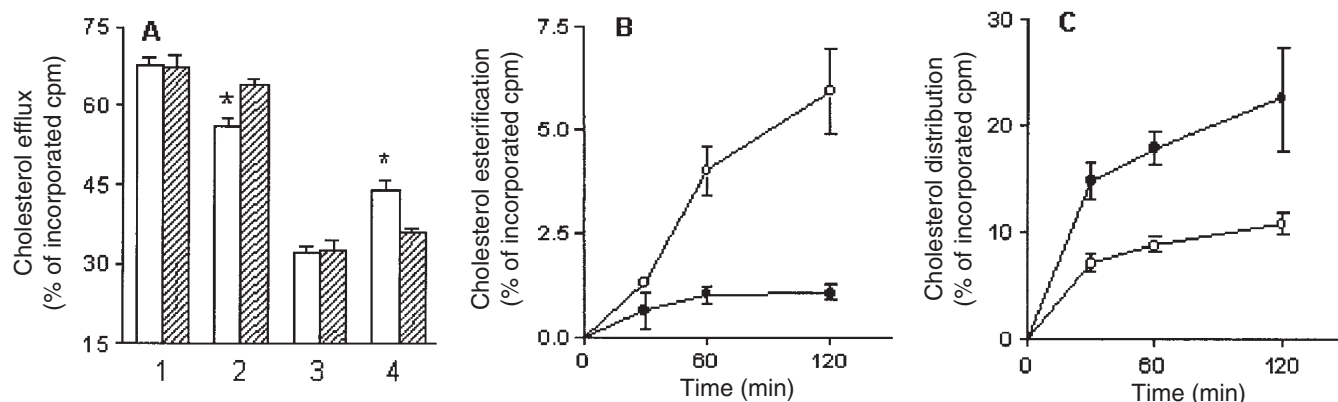 A
Cholesterol efflux
(% of incorporated cpm)
75
60
45
30
15
*
*
1 2 3 4
B
Cholesterol esterification
(% of incorporated cpm)
7.5
5.0
2.5
0.0
0 60 120
Time (min)
C
Cholesterol distribution
(% of incorporated cpm)
30
20
10
0
0 60 120
Time (min)